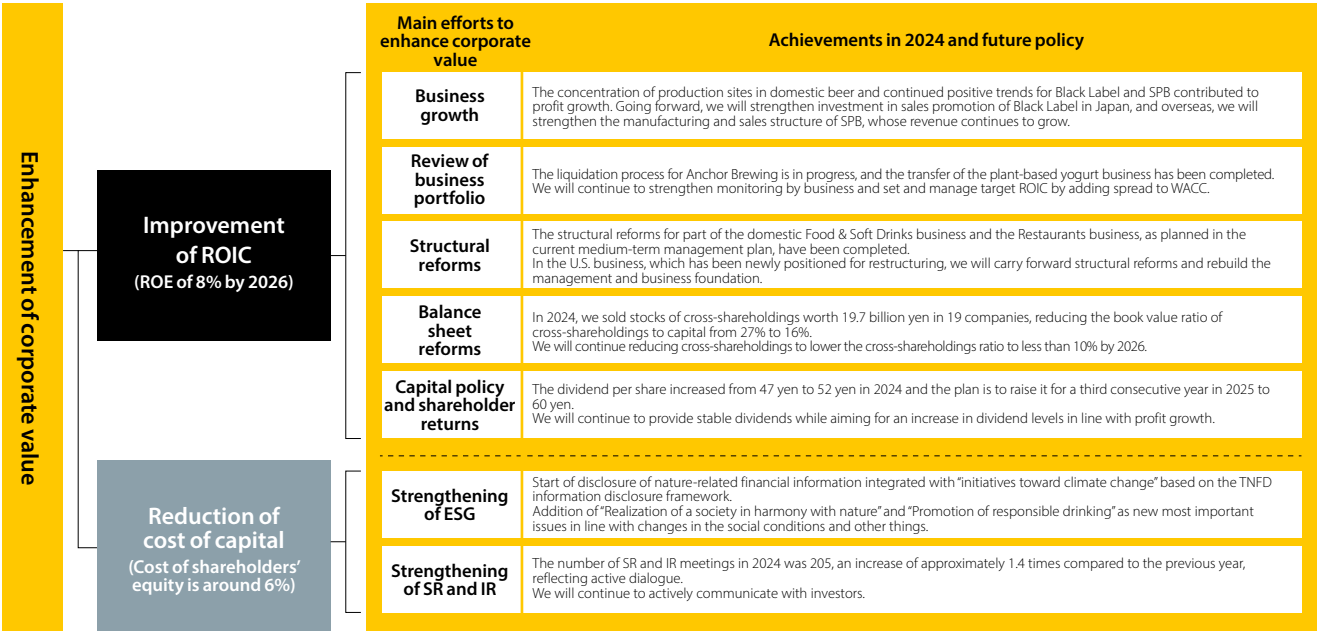 Enhancement of corporate value
Improvement
of ROIC
(ROE of 8% by 2026)
Reduction of
cost of capital
(Cost of shareholders'
equity is around 6%)
Main efforts to
enhance corporate
value
Achievements in 2024 and future policy
Business
growth
The concentration of production sites in domestic beer and continued positive trends for Black Label and SPB contributed to
profit growth. Going forward, we will strengthen investment in sales promotion of Black Label in Japan, and overseas, we will
strengthen the manufacturing and sales structure of SPB, whose revenue continues to grow.
Review of
business
portfolio
The liquidation process for Anchor Brewing is in progress, and the transfer of the plant-based yogurt business has been completed.
We will continue to strengthen monitoring by business and set and manage target ROIC by adding spread to WACC.
Structural
reforms
The structural reforms for part of the domestic Food & Soft Drinks business and the Restaurants business, as planned in the
current medium-term management plan, have been completed.
In the U.S. business, which has been newly positioned for restructuring, we will carry forward structural reforms and rebuild the
management and business foundation.
Balance
sheet
reforms
In 2024, we sold stocks of cross-shareholdings worth 19.7 billion yen in 19 companies, reducing the book value ratio of
cross-shareholdings to capital from 27% to 16%.
We will continue reducing cross-shareholdings to lower the cross-shareholdings ratio to less than 10% by 2026.
Capital policy
and shareholder
returns
The dividend per share increased from 47 yen to 52 yen in 2024 and the plan is to raise it for a third consecutive year in 2025 to
60 yen.
We will continue to provide stable dividends while aiming for an increase in dividend levels in line with profit growth.
Strengthening
of ESG
Start of disclosure of nature-related financial information integrated with "initiatives toward climate change" based on the TNFD
information disclosure framework.
Addition of "Realization of a society in harmony with nature" and "Promotion of responsible drinking" as new most important
issues in line with changes in the social conditions and other things.
Strengthening
of SR and IR
The number of SR and IR meetings in 2024 was 205, an increase of approximately 1.4 times compared to the previous year,
reflecting active dialogue.
We will continue to actively communicate with investors.